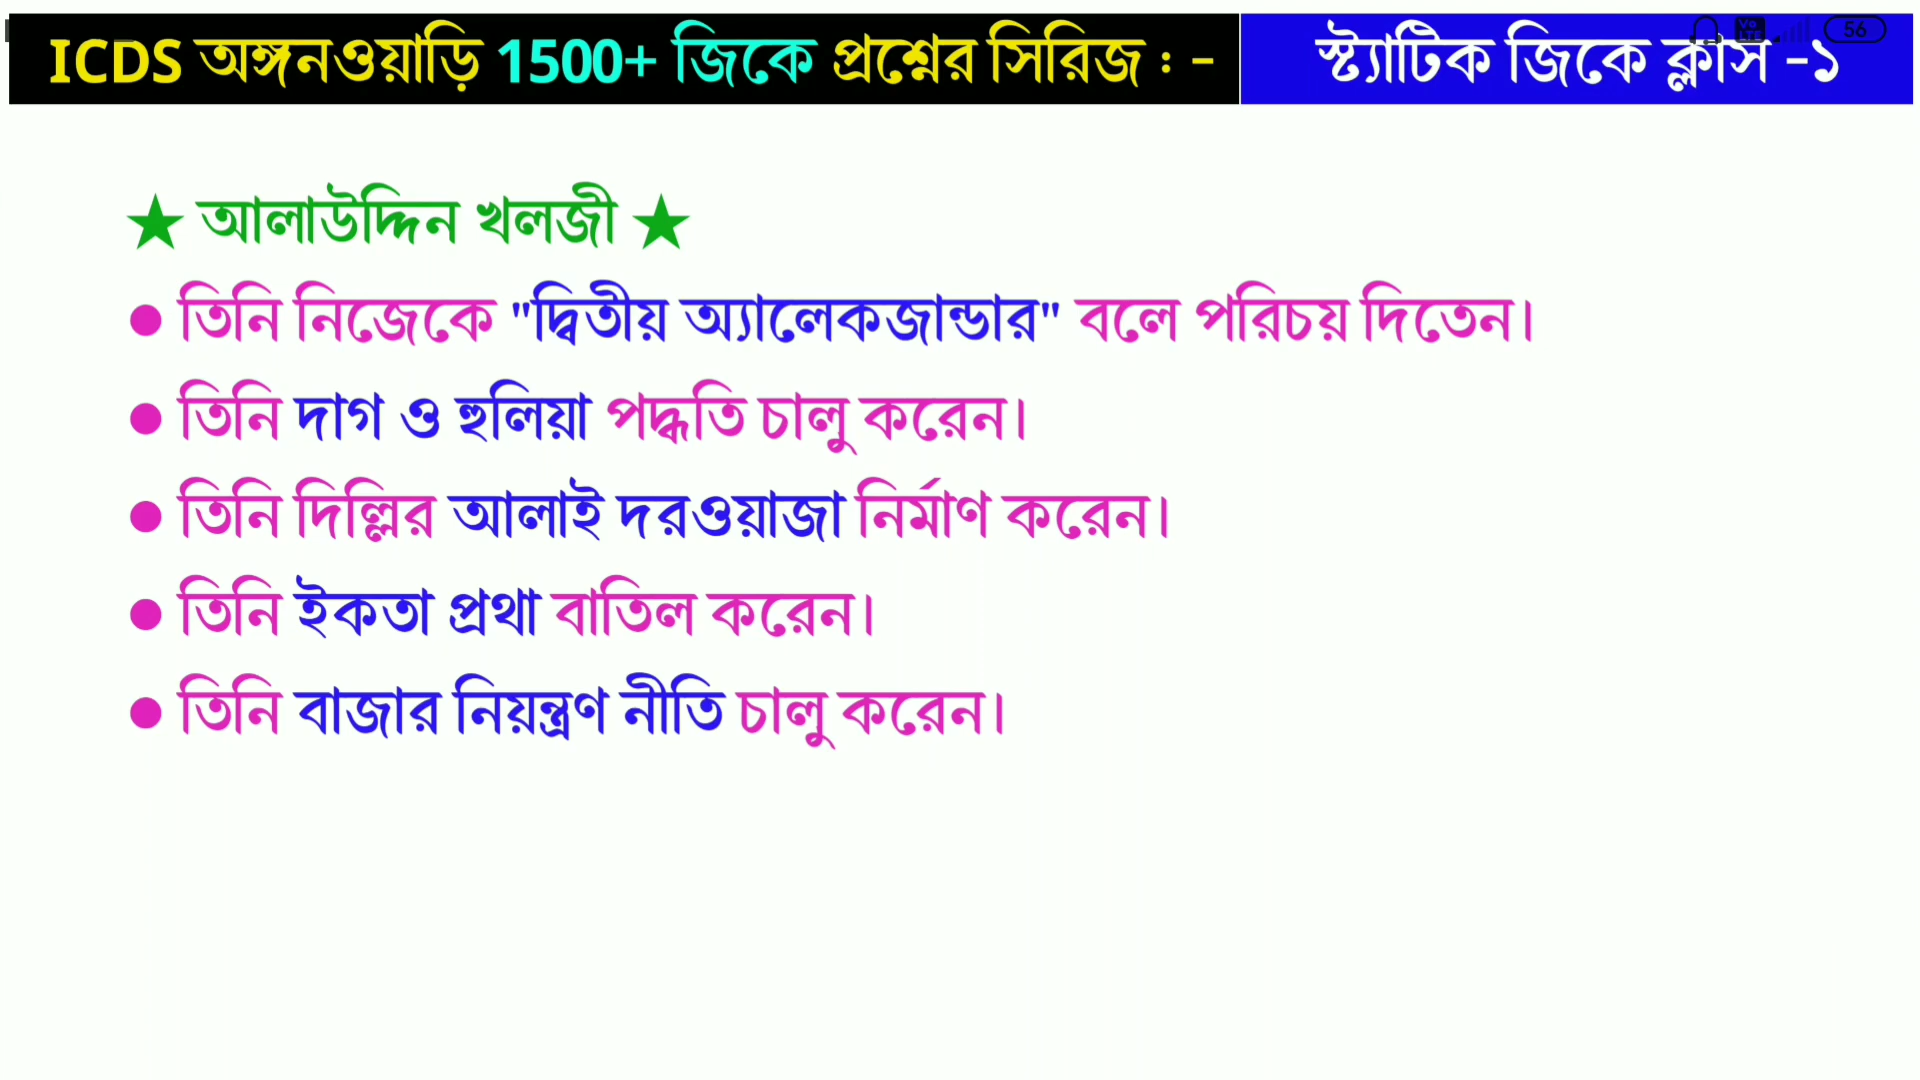 ICDS অঙ্গনওয়াড়ি 1500+ জিকে প্রশ্নের সিরিজ : -
স্ট্যাটিক জিকে ক্লাস -১
56
★ আলাউদ্দিন খলজী ★
● তিনি নিজেকে "দ্বিতীয় অ্যালেকজান্ডার" বলে পরিচয় দিতেন।
● তিনি দাগ ও হুলিয়া পদ্ধতি চালু করেন।
● তিনি দিল্লির আলাই দরওয়াজা নির্মাণ করেন।
● তিনি ইকতা প্রথা বাতিল করেন।
● তিনি বাজার নিয়ন্ত্রণ নীতি চালু করেন।